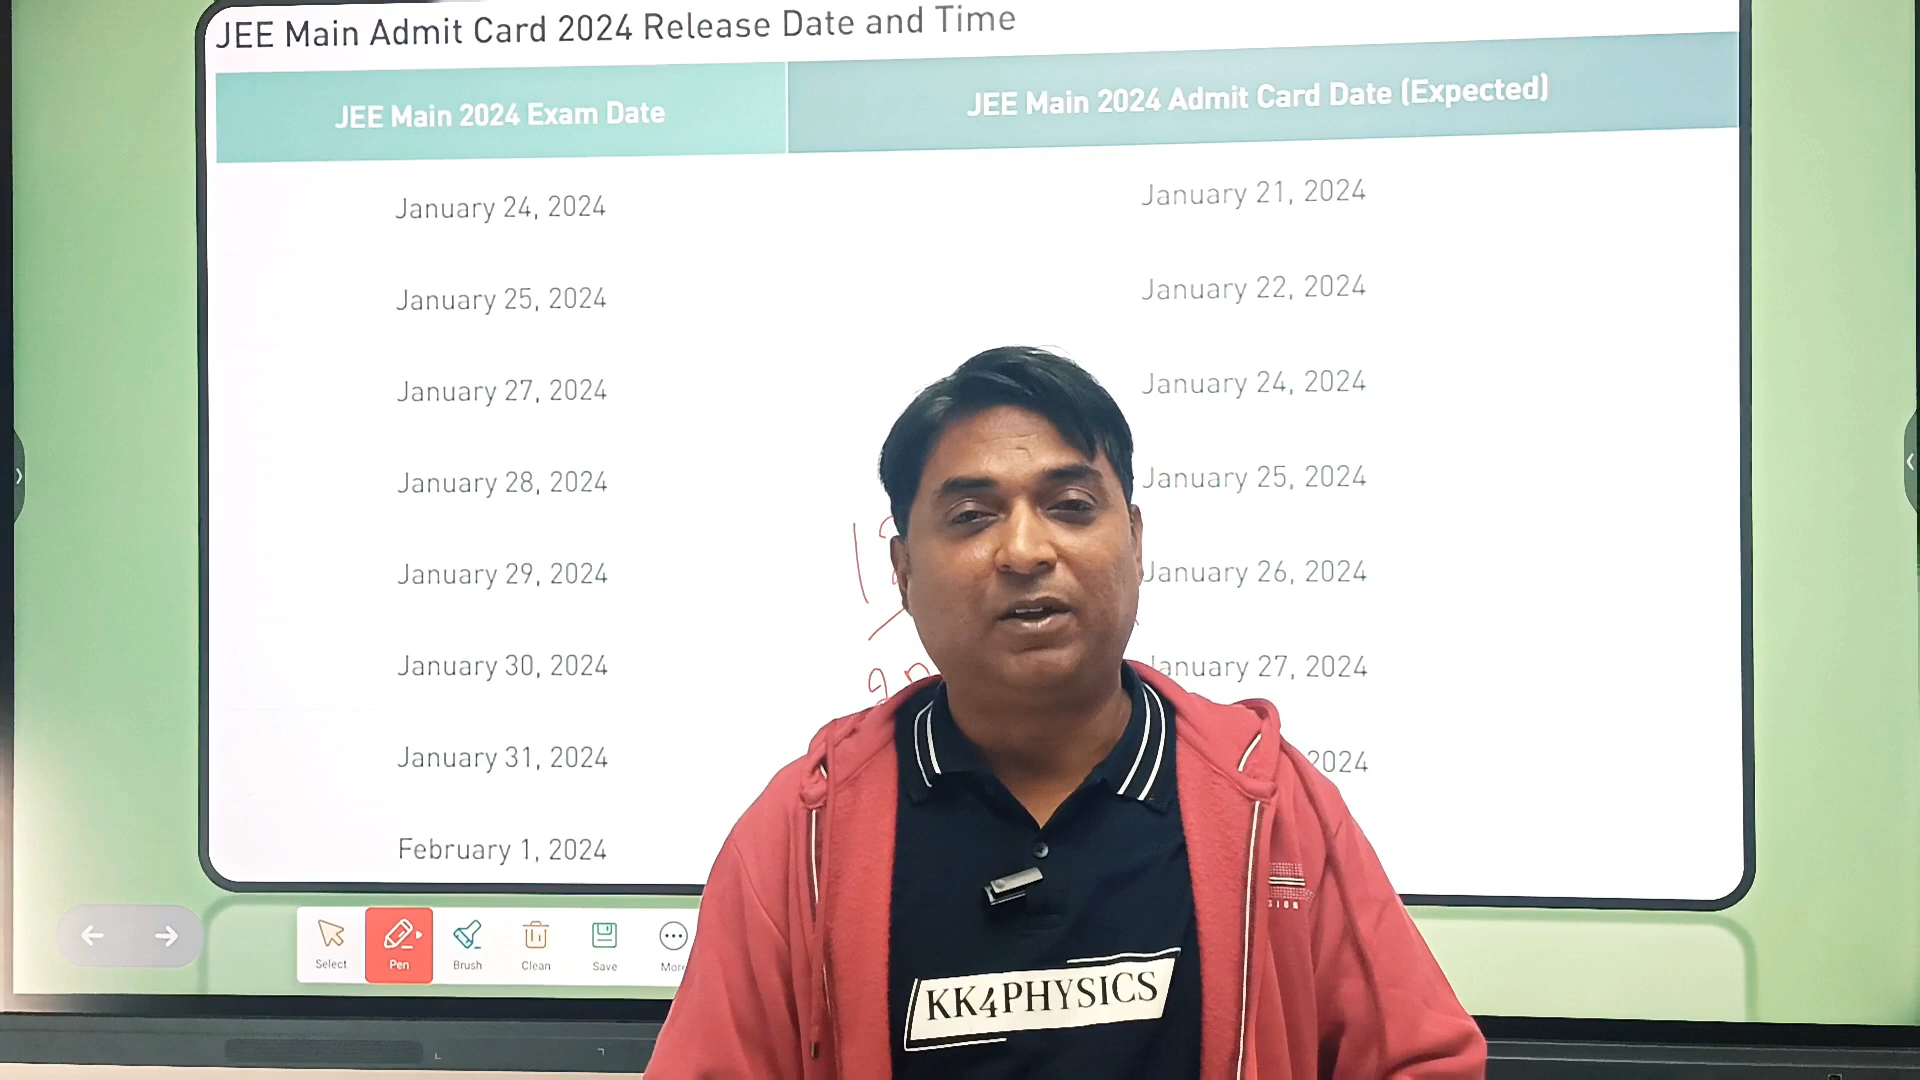 JEE Main Admit Card 2024 Release Date and Time
JEE Main 2024 Exam Date JEE Main 2024 Admit Card Date (Expected)
January 24, 2024 January 21, 2024
January 25, 2024 January 22, 2024
January 27, 2024 January 24, 2024
January 28, 2024 January 25, 2024
January 29, 2024 January 26, 2024
January 30, 2024 January 27, 2024
January 31, 2024 2024
February 1, 2024
Select Pen Brush Clean Save More
KK4PHYSICS